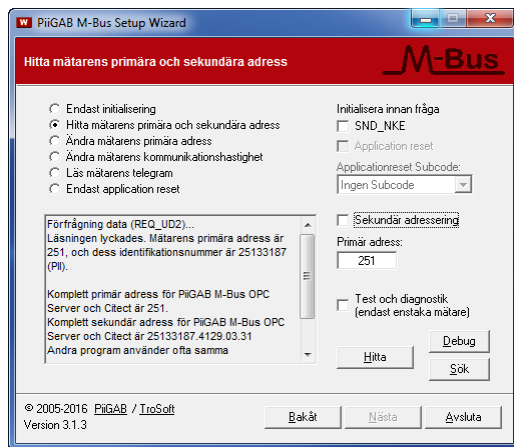 PiiGAB M-Bus Setup Wizard
Hitta mätarens primära och sekundära adress
M-Bus
Endast initialisering
Hitta mätarens primära och sekundära adress
Ändra mätarens primära adress
Ändra mätarens kommunikationshastighet
Läs mätarens telegram
Endast application reset
Initialisera innan fråga
SND_NKE
Application reset
Applicationreset Subcode:
Ingen Subcode
Förfrågning data (REQ_UD2)...
Läsningen lyckades. Mätarens primära adress är
251, och dess identifikationsnummer är 25133187
(PII).
Komplett primär adress för PiiGAB M-Bus OPC
Server och Citect är 251.
Komplett sekundär adress för PiiGAB M-Bus OPC
Server och Citect är 25133187.4129.03.31
Andra program använder ofta samma
Sekundär adressering
Primär adress:
251
Test och diagnostik
(endast enstaka mätare)
Hitta
Debug
Sök
© 2005-2016 PiiGAB / TroSoft
Version 3.1.3
Bakåt
Nästa
Avsluta